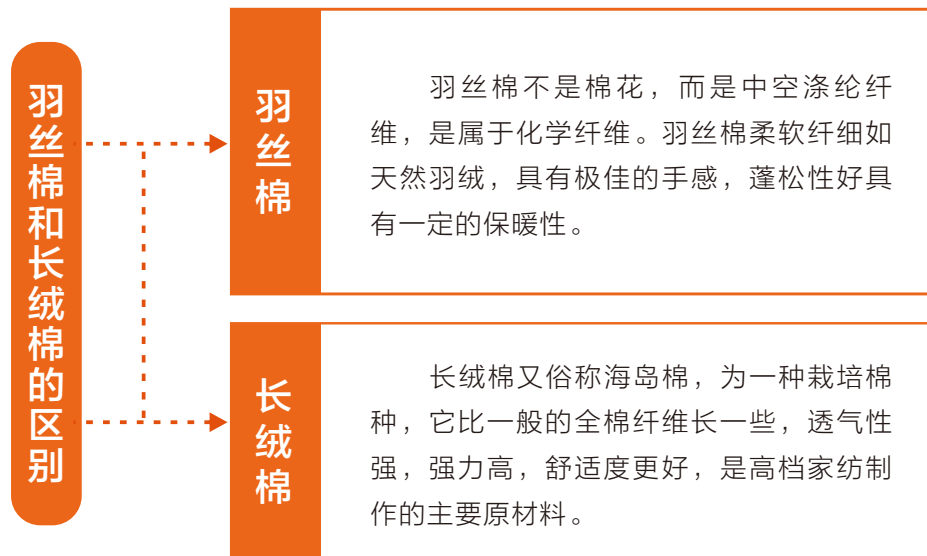 羽丝棉和长绒棉的区别
羽丝棉
羽丝棉不是棉花，而是中空涤纶纤
维，是属于化学纤维。羽丝棉柔软纤细如
天然羽绒，具有极佳的手感，蓬松性好具
有一定的保暖性。
长绒棉
长绒棉又俗称海岛棉，为一种栽培棉
种，它比一般的全棉纤维长一些，透气性
强，强力高，舒适度更好，是高档家纺制
作的主要原材料。